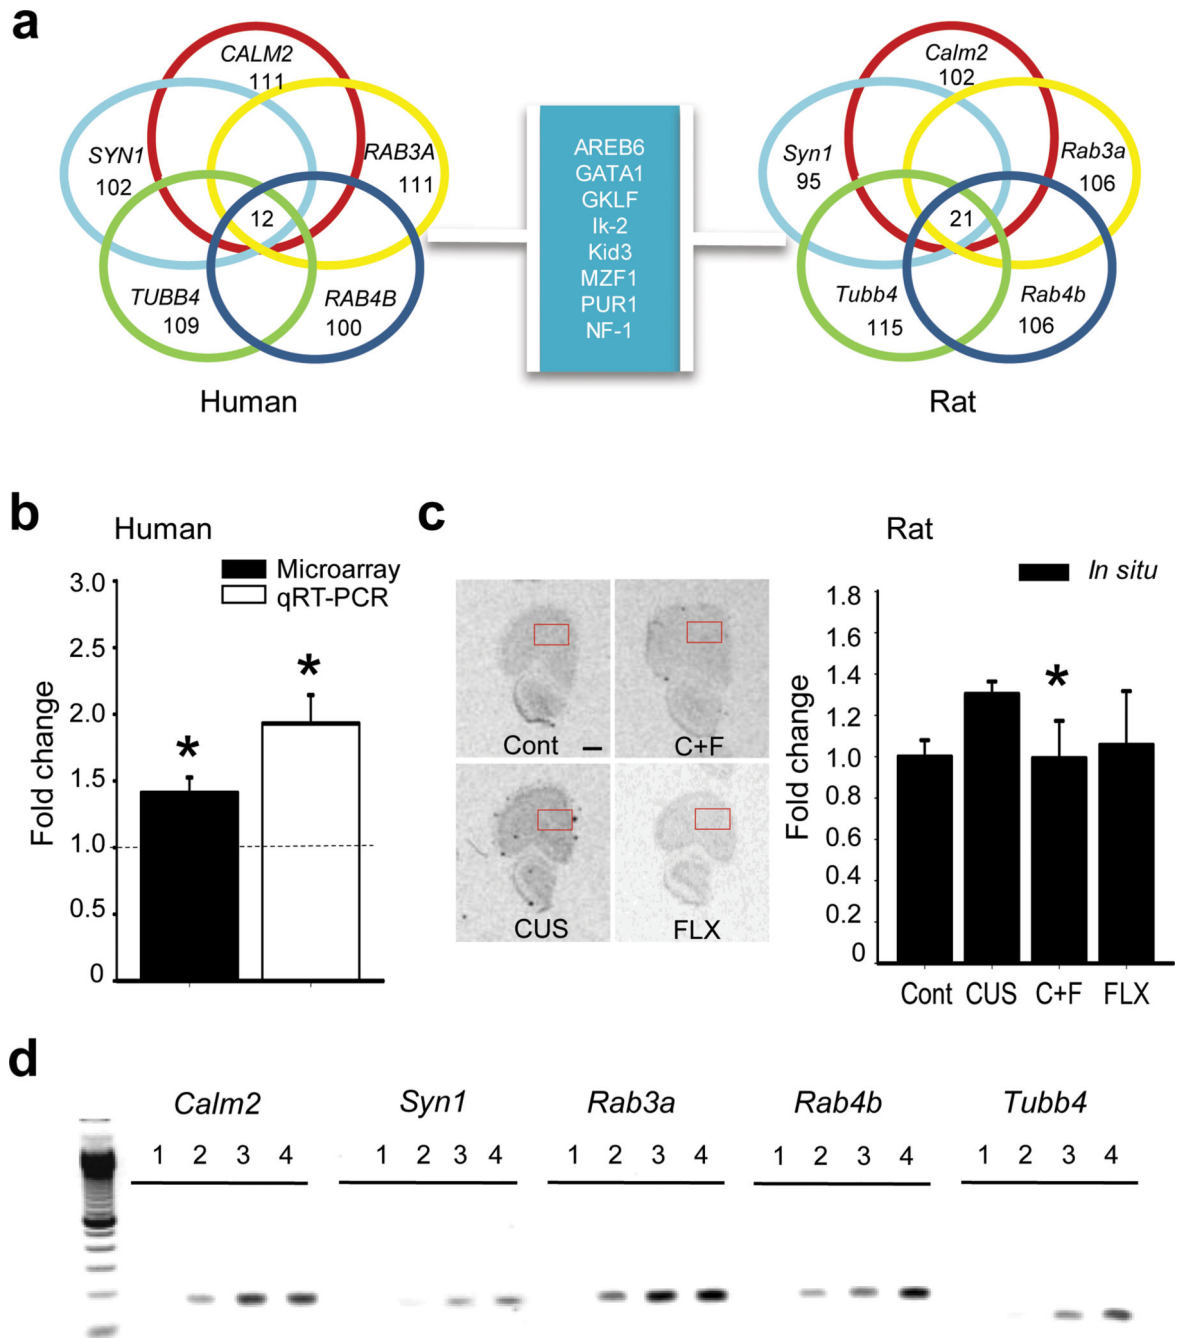 a
CALM2
111
SYN1
102
RAB3A
111
12
TUBB4
109
RAB4B
100
Human
AREB6
GATA1
GKLF
Ik-2
Kid3
MZF1
PUR1
NF-1
Calm2
102
Syn1
95
Rab3a
106
21
Tubb4
115
Rab4b
106
Rat
b
Human
Microarray
qRT-PCR
Fold change
3.0
2.5
2.0
1.5
1.0
0.5
0
*
*
c
Cont
C+F
CUS
FLX
Rat
In situ
Fold change
1.8
1.6
1.4
1.2
1.0
0.8
0.6
0.4
0.2
0
*
Cont CUS C+F FLX
d
Calm2 Syn1 Rab3a Rab4b Tubb4
1 2 3 4 1 2 3 4 1 2 3 4 1 2 3 4 1 2 3 4